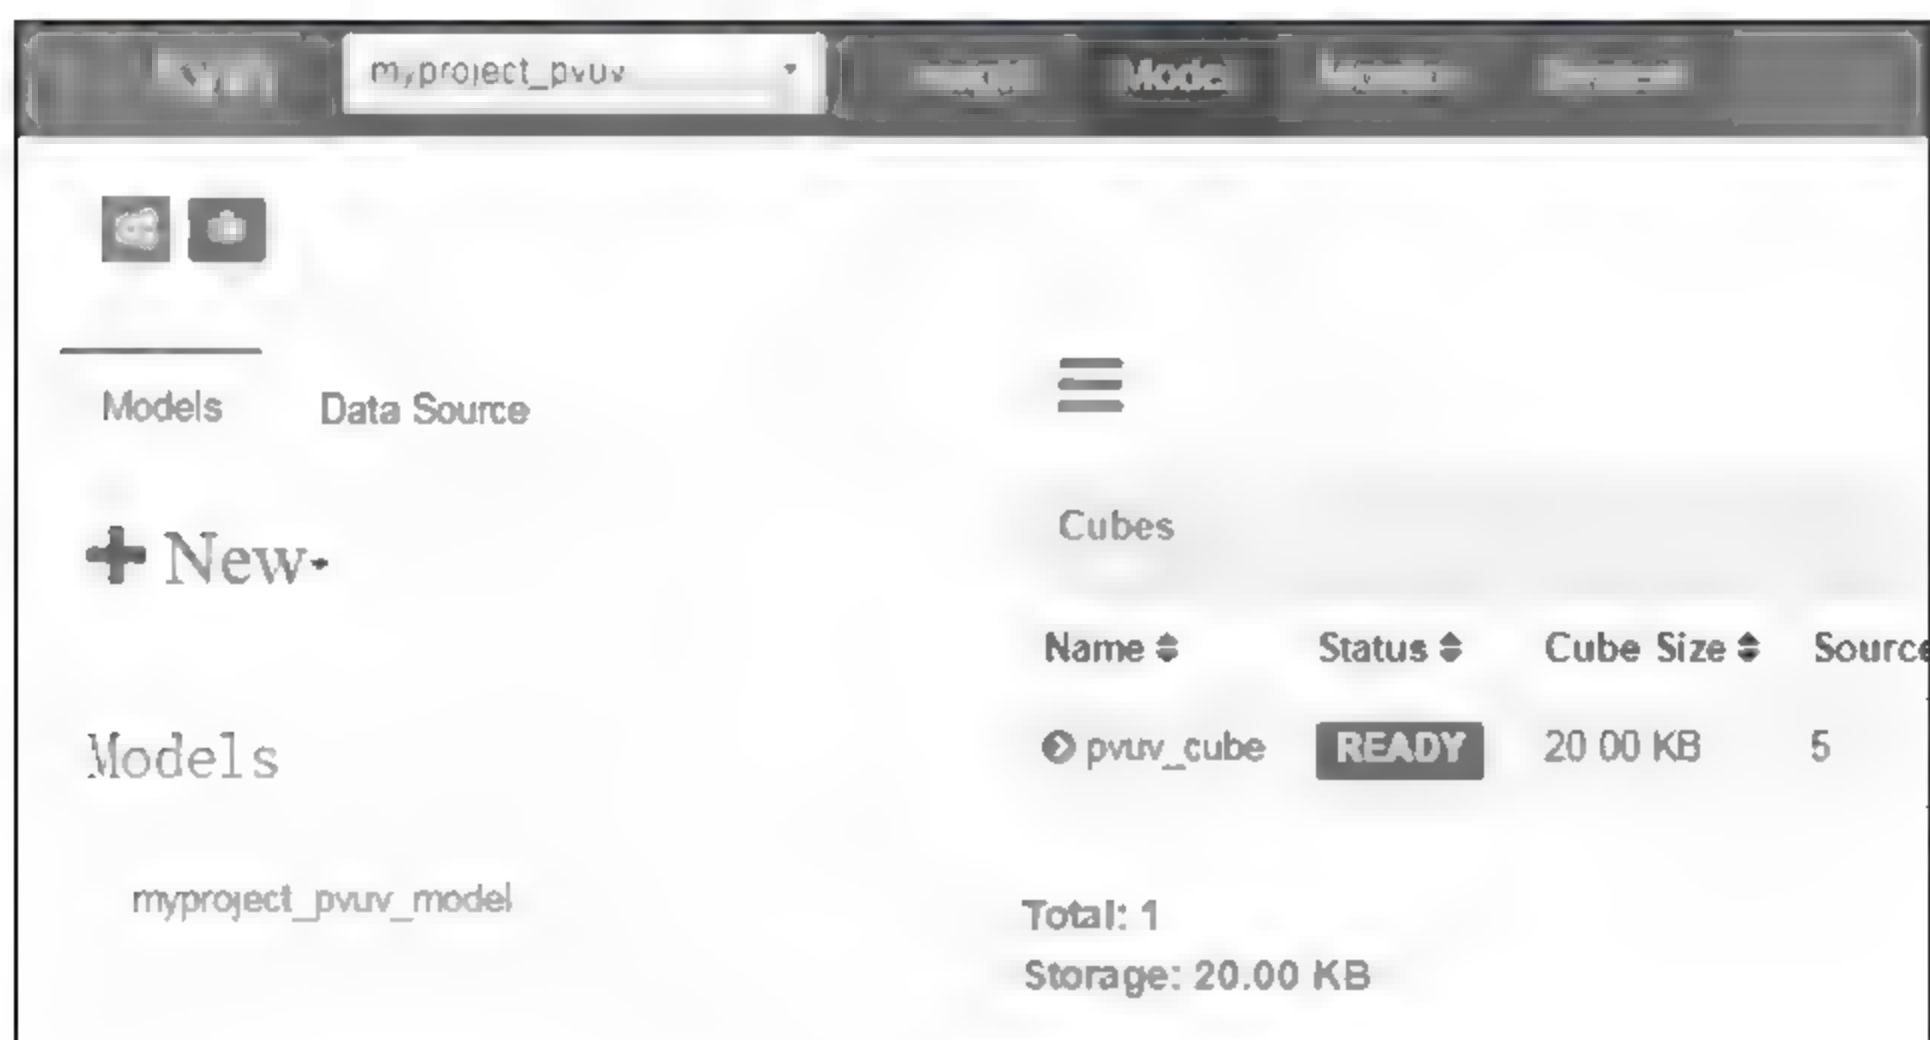 myproject_pvuv
Model
Models
Data Source
New
Models
myproject_pvuv_model
Cubes
Name Status Cube Size Source
pvuv_cube READY 20 00 KB 5
Total: 1
Storage: 20.00 KB